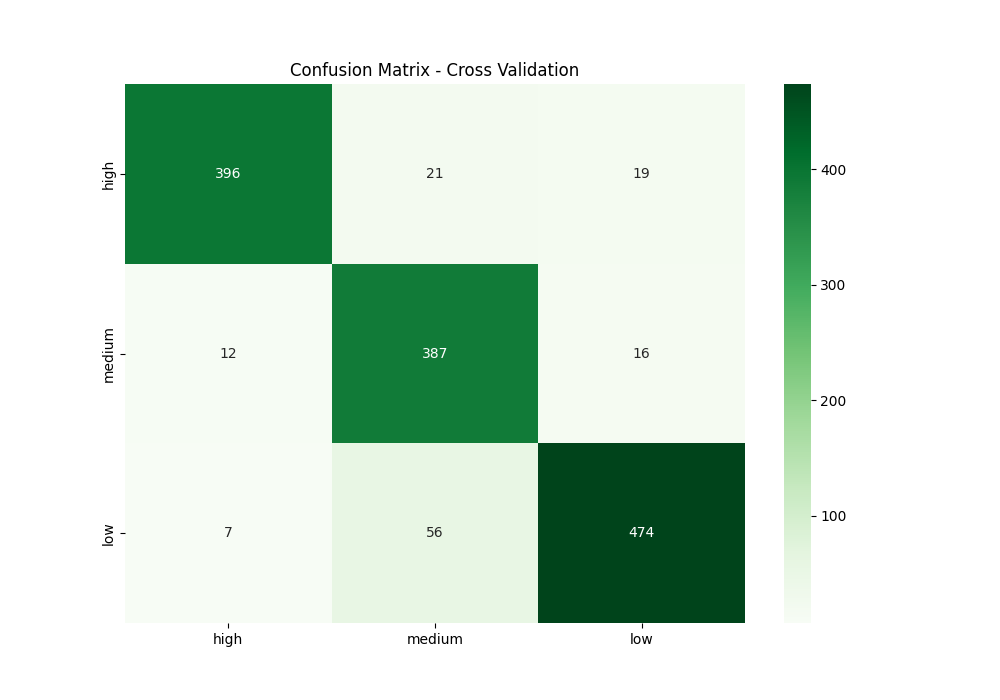 Confusion Matrix - Cross Validation
high
396
21
19
400
medium
12
387
16
300
200
low
7
56
474
100
high
medium
low